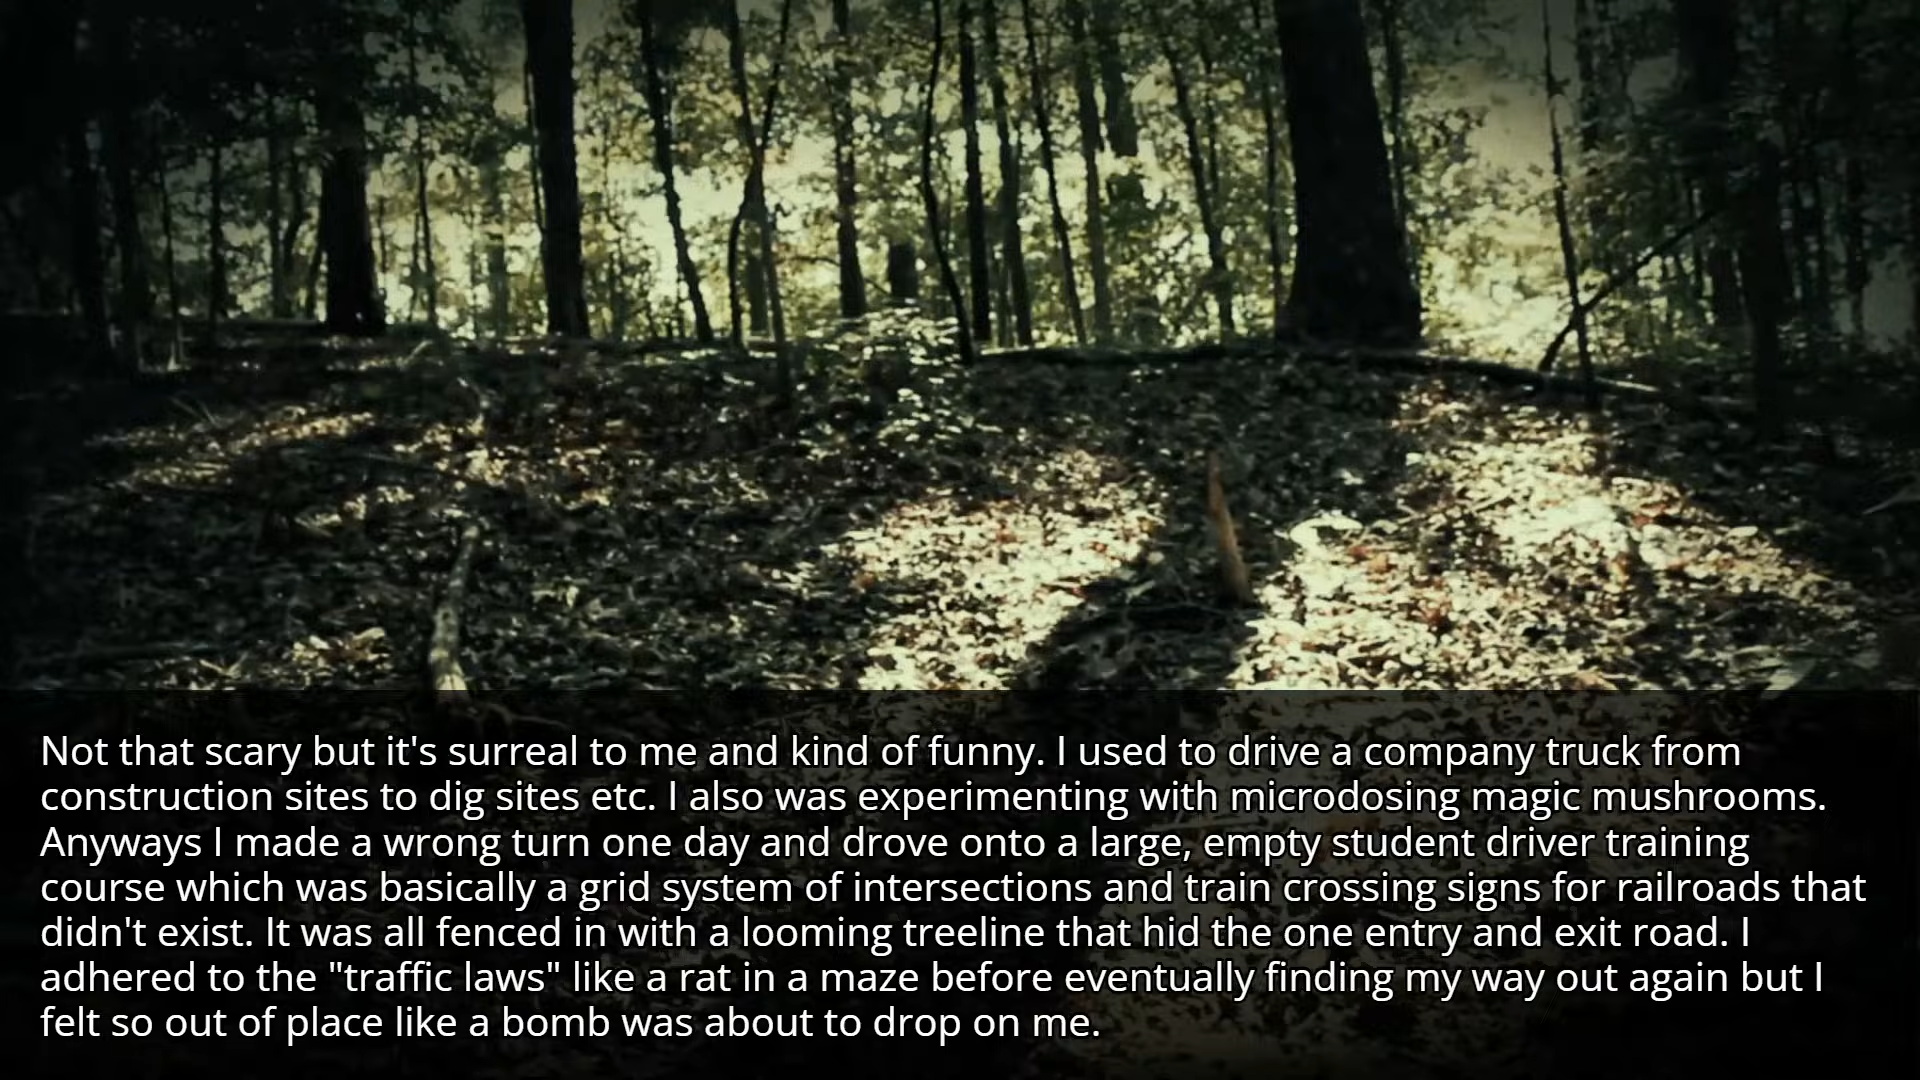 Not that scary but it's surreal to me and kind of funny. I used to drive a company truck from
construction sites to dig sites etc. I also was experimenting with microdosing magic mushrooms.
Anyways I made a wrong turn one day and drove onto a large, empty student driver training
course which was basically a grid system of intersections and train crossing signs for railroads that
didn't exist. It was all fenced in with a looming treeline that hid the one entry and exit road. I
adhered to the "traffic laws" like a rat in a maze before eventually finding my way out again but I
felt so out of place like a bomb was about to drop on me.